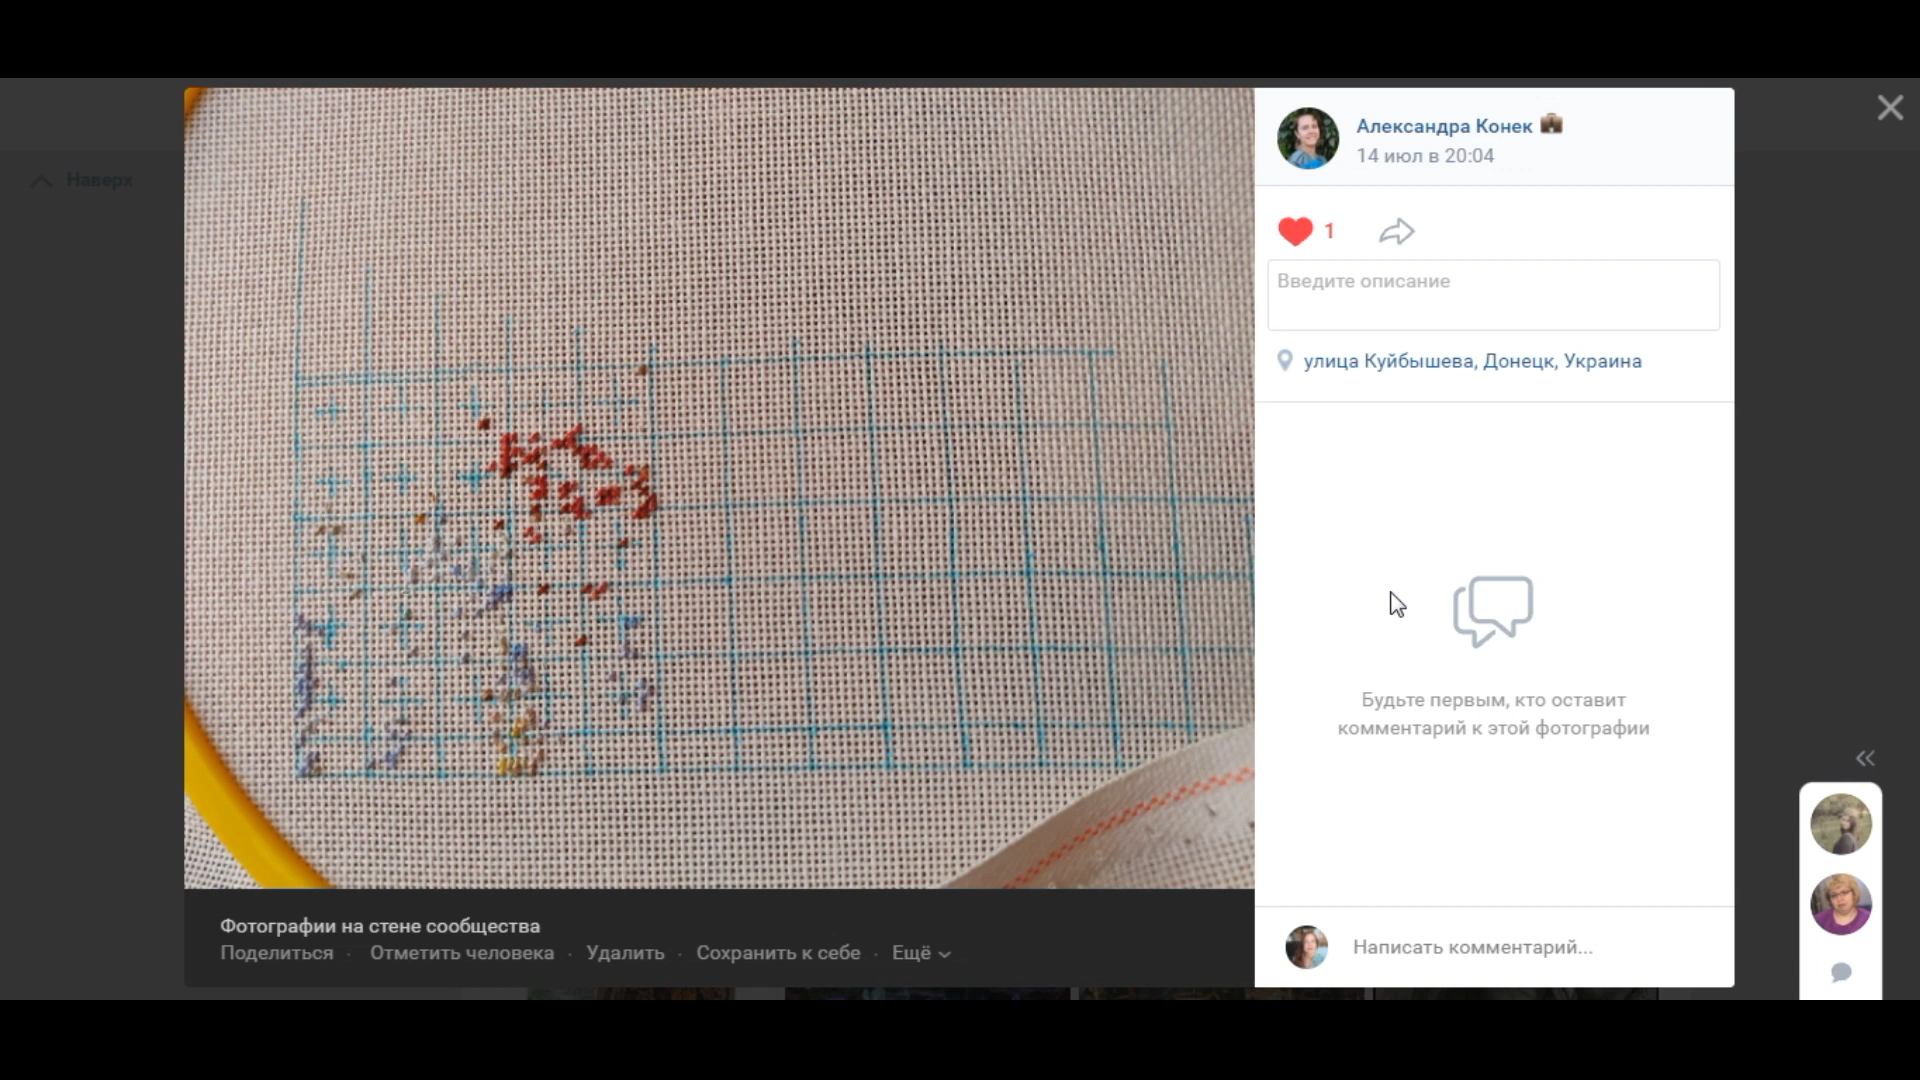 Наверх
Александра Конек
14 июл в 20:04
1
Введите описание
улица Куйбышева, Донецк, Украина
Будьте первым, кто оставит
комментарий к этой фотографии
Написать комментарий...
Фотографии на стене сообщества
Поделиться · Отметить человека · Удалить · Сохранить к себе · Ещё